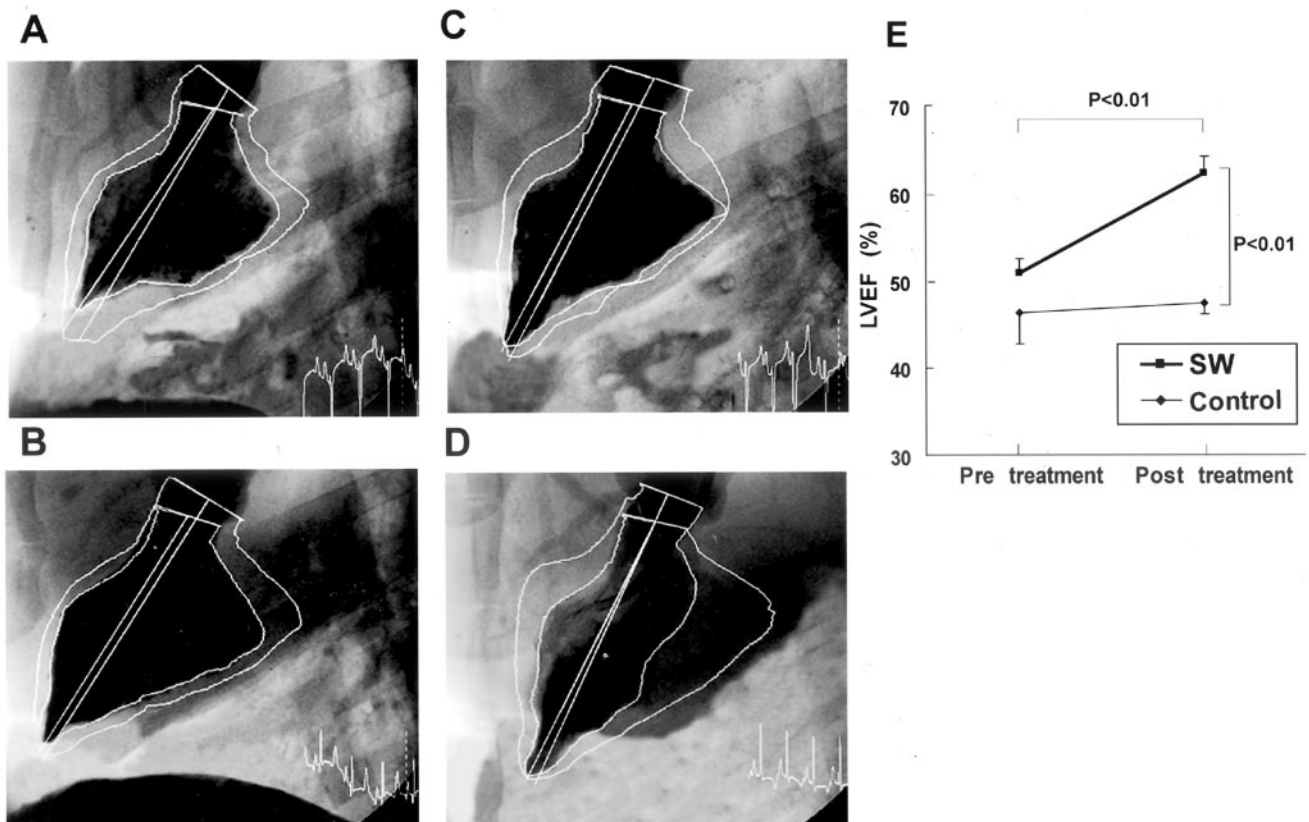 A
C
E
P<0.01
70
60
50
40
30
LVEF (%)
P<0.01
SW
Control
Pre treatment
Post treatment
B
D